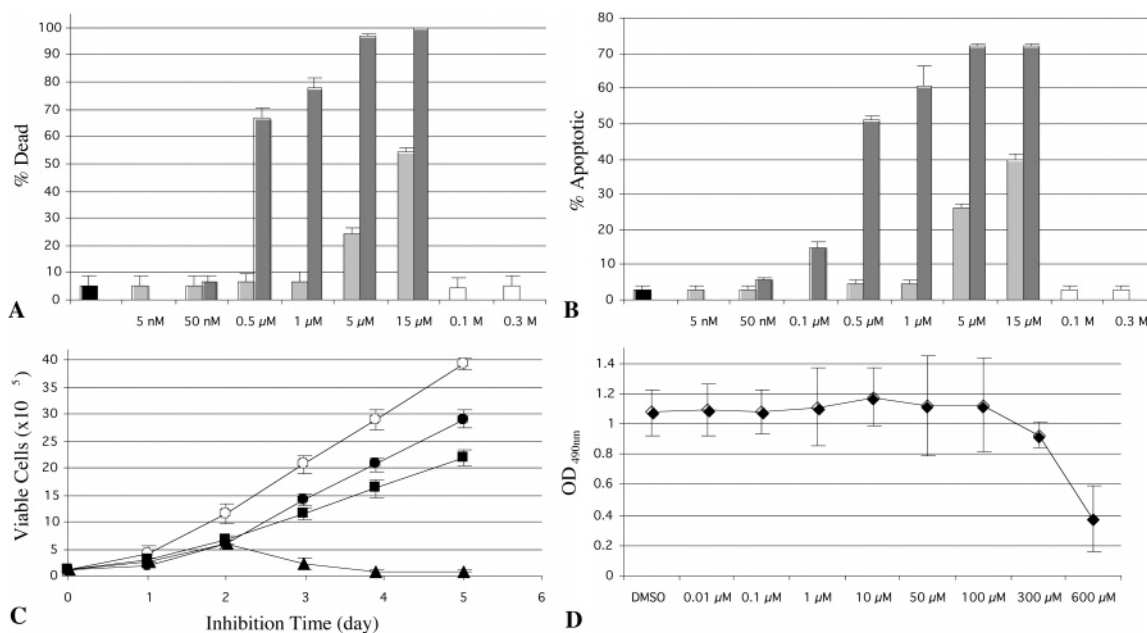 100
90
80
70
60
50
40
30
20
10
0
% Dead
A
5 nM 50 nM 0.5 µM 1 µM 5 µM 15 µM 0.1 M 0.3 M
80
70
60
50
40
30
20
10
0
% Apoptotic
B
5 nM 50 nM 0.1 µM 0.5 µM 1 µM 5 µM 15 µM 0.1 M 0.3 M
40
35
30
25
20
15
10
5
0
Viable Cells (x10 5)
0 1 2 3 4 5 6
C
Inhibition Time (day)
1.4
1.2
1
0.8
0.6
0.4
0.2
0
OD490nm
DMSO 0.01 µM 0.1 µM 1 µM 10 µM 50 µM 100 µM 300 µM 600 µM
D